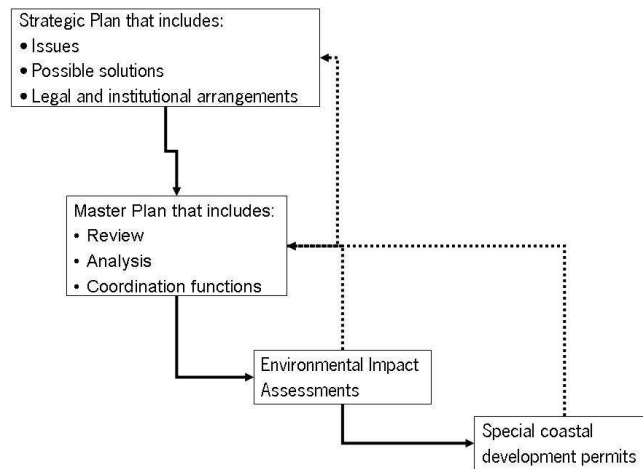 Strategic Plan that includes:
• Issues
• Possible solutions
• Legal and institutional arrangements
Master Plan that includes:
• Review
• Analysis
• Coordination functions
Environmental Impact
Assessments
Special coastal
development permits